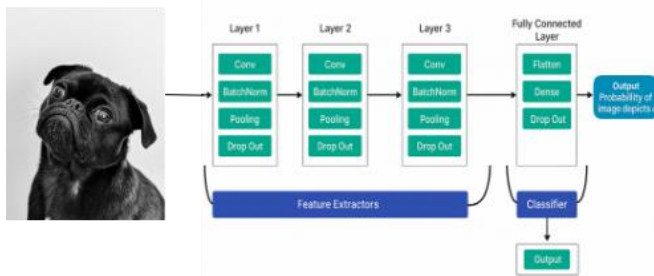 Layer 1
Conv
BatchNorm
Pooling
Drop Out
Layer 2
Conv
BatchNorm
Pooling
Drop Out
Layer 3
Conv
BatchNorm
Pooling
Drop Out
Fully Connected
Layer
Flatten
Dense
Drop Out
Output
Probability of
image depicts
Feature Extractors
Classifier
Output